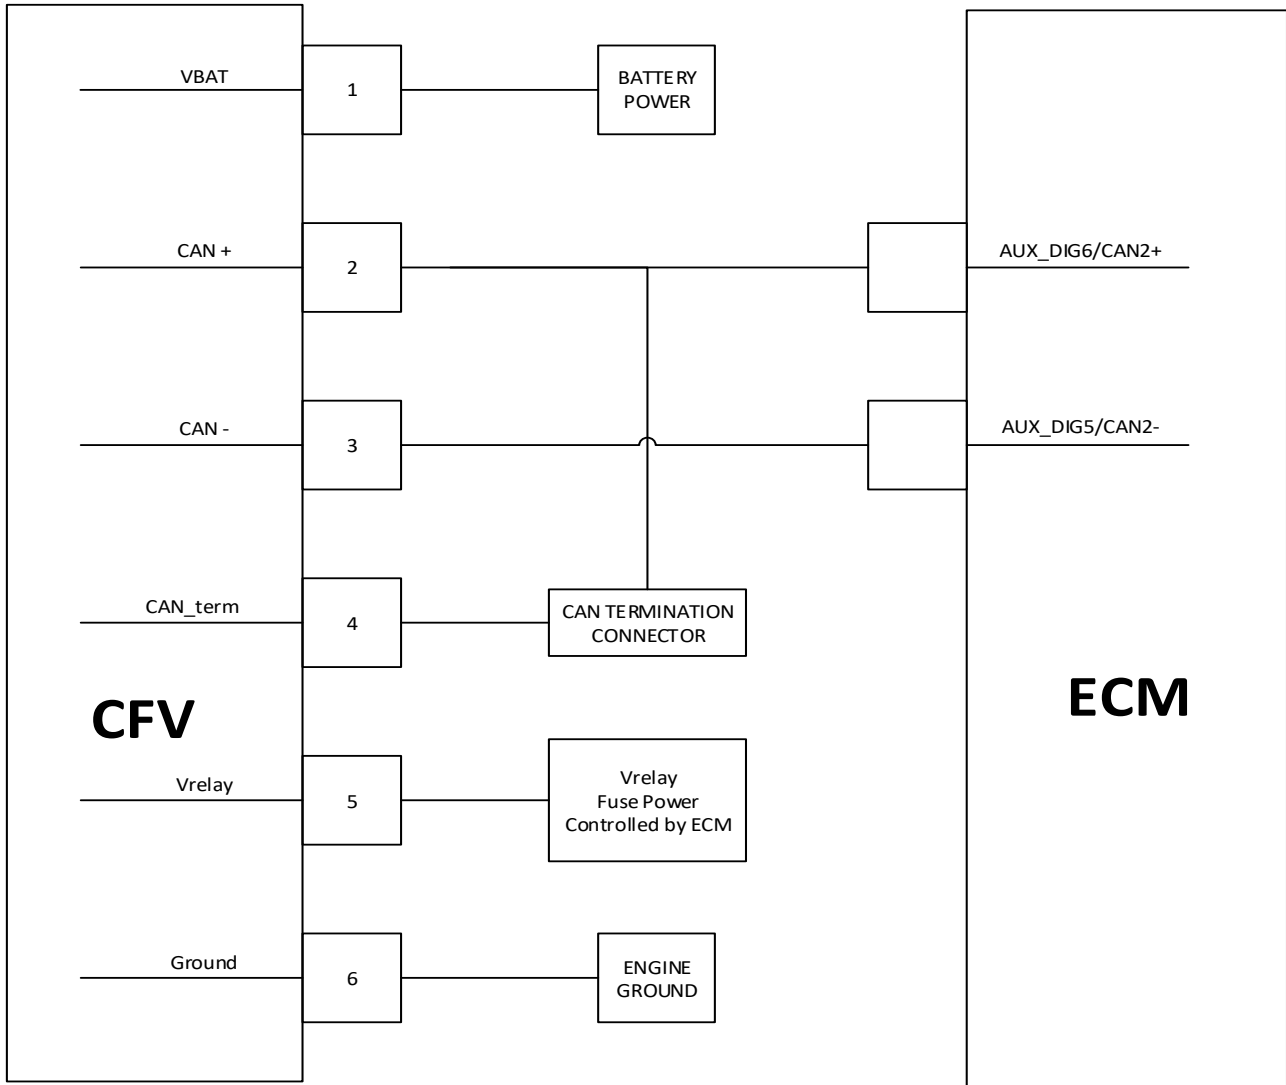 VBAT
1
BATTERY
POWER
CAN +
2
AUX_DIG6/CAN2+
CAN -
3
AUX_DIG5/CAN2-
CAN_term
4
CAN TERMINATION
CONNECTOR
CFV
ECM
Vrelay
5
Vrelay
Fuse Power
Controlled by ECM
Ground
6
ENGINE
GROUND